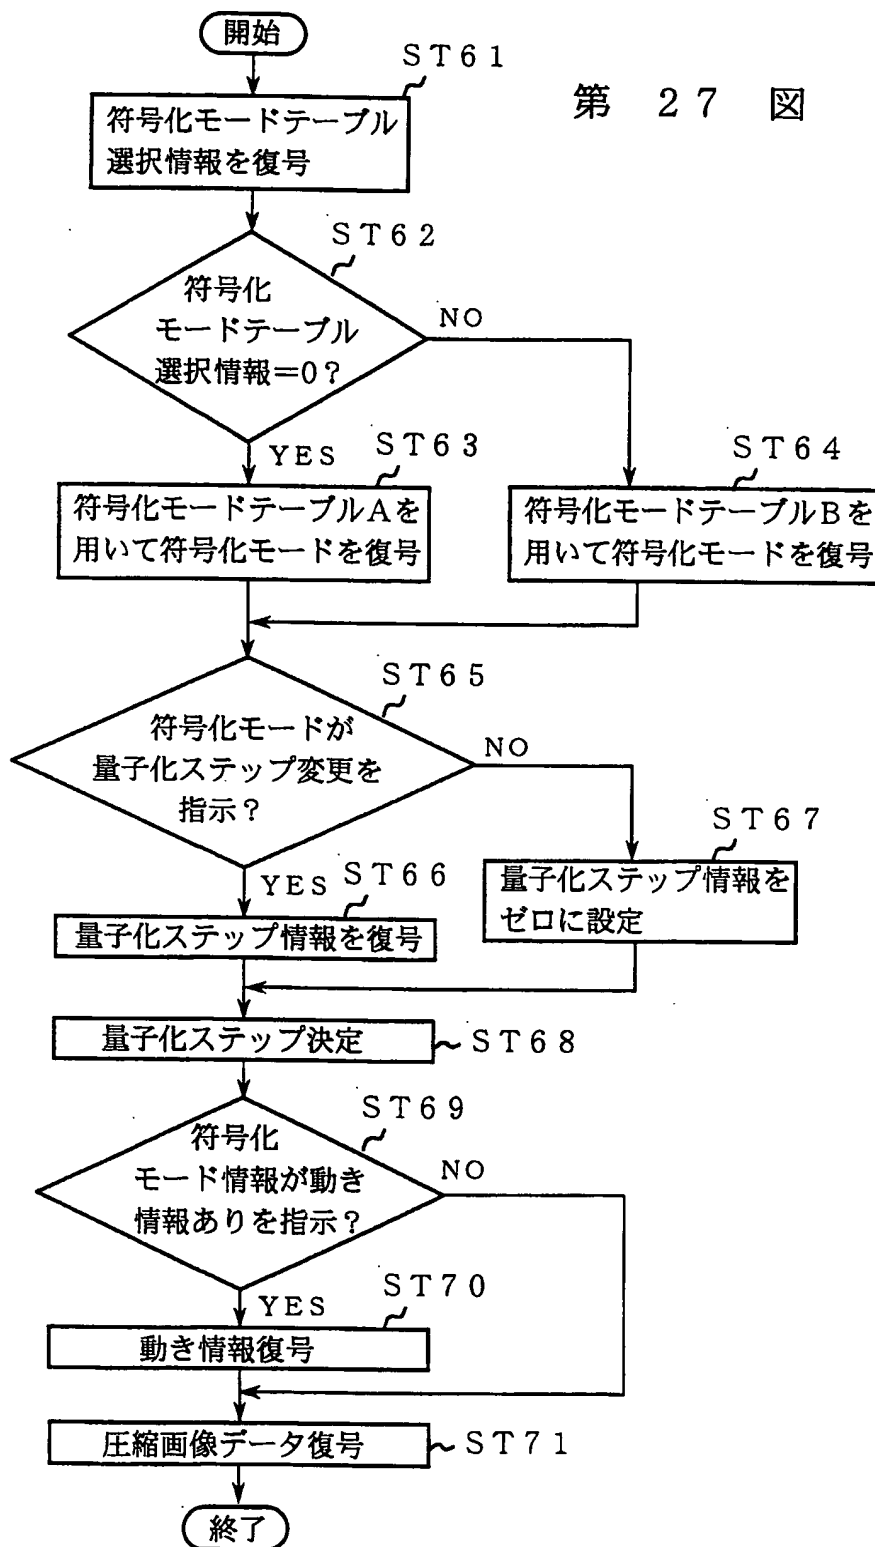 開始
ST61
第 27 図
符号化モードテーブル
選択情報を復号
ST62
符号化
モードテーブル
選択情報=0?
NO
YES
ST63
ST64
符号化モードテーブルAを
用いて符号化モードを復号
符号化モードテーブルBを
用いて符号化モードを復号
ST65
符号化モードが
量子化ステップ変更を
指示?
NO
YES
ST66
ST67
量子化ステップ情報を
ゼロに設定
量子化ステップ情報を復号
量子化ステップ決定
ST68
ST69
符号化
モード情報が動き
情報ありを指示?
NO
YES
ST70
動き情報復号
圧縮画像データ復号
ST71
終了